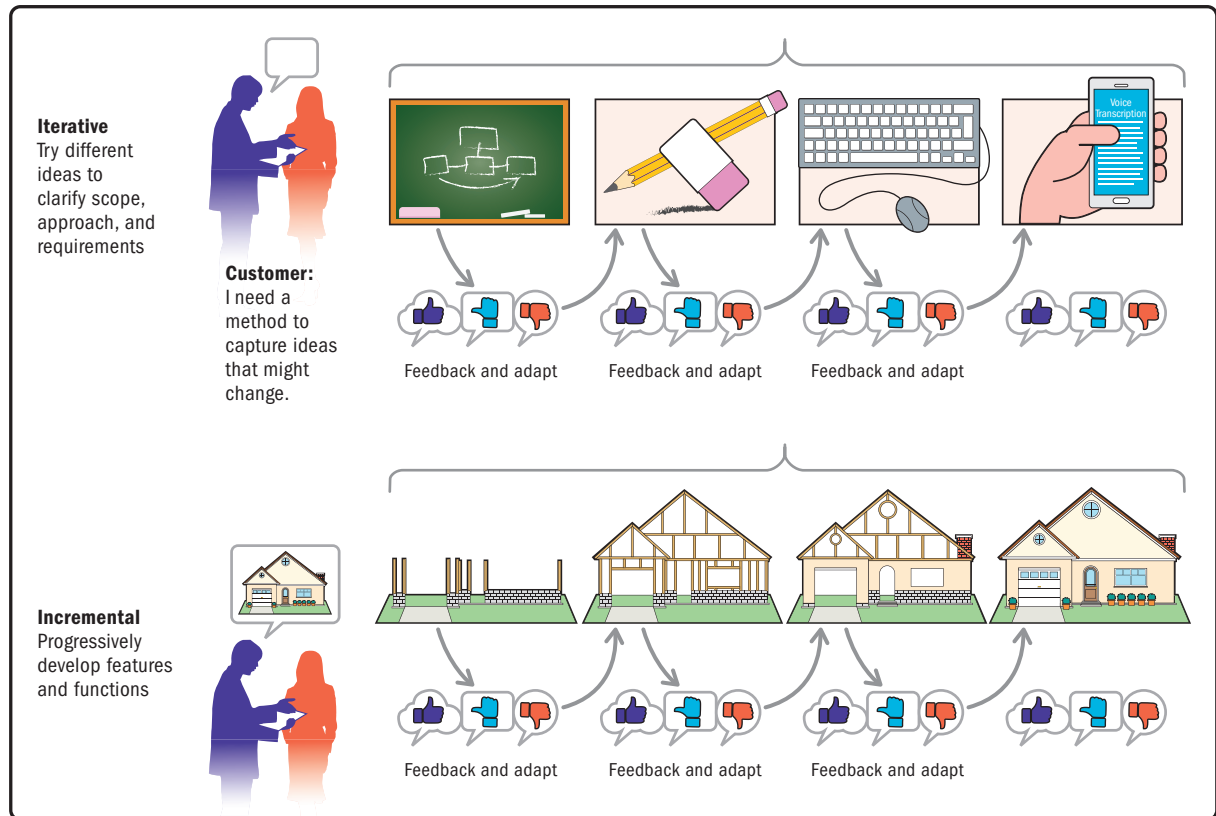 Iterative
Try different
ideas to
clarify scope,
approach, and
requirements
Customer:
I need a
method to
capture ideas
that might
change.
Voice
Transcription
Feedback and adapt
Feedback and adapt
Feedback and adapt
Incremental
Progressively
develop features
and functions
Feedback and adapt
Feedback and adapt
Feedback and adapt